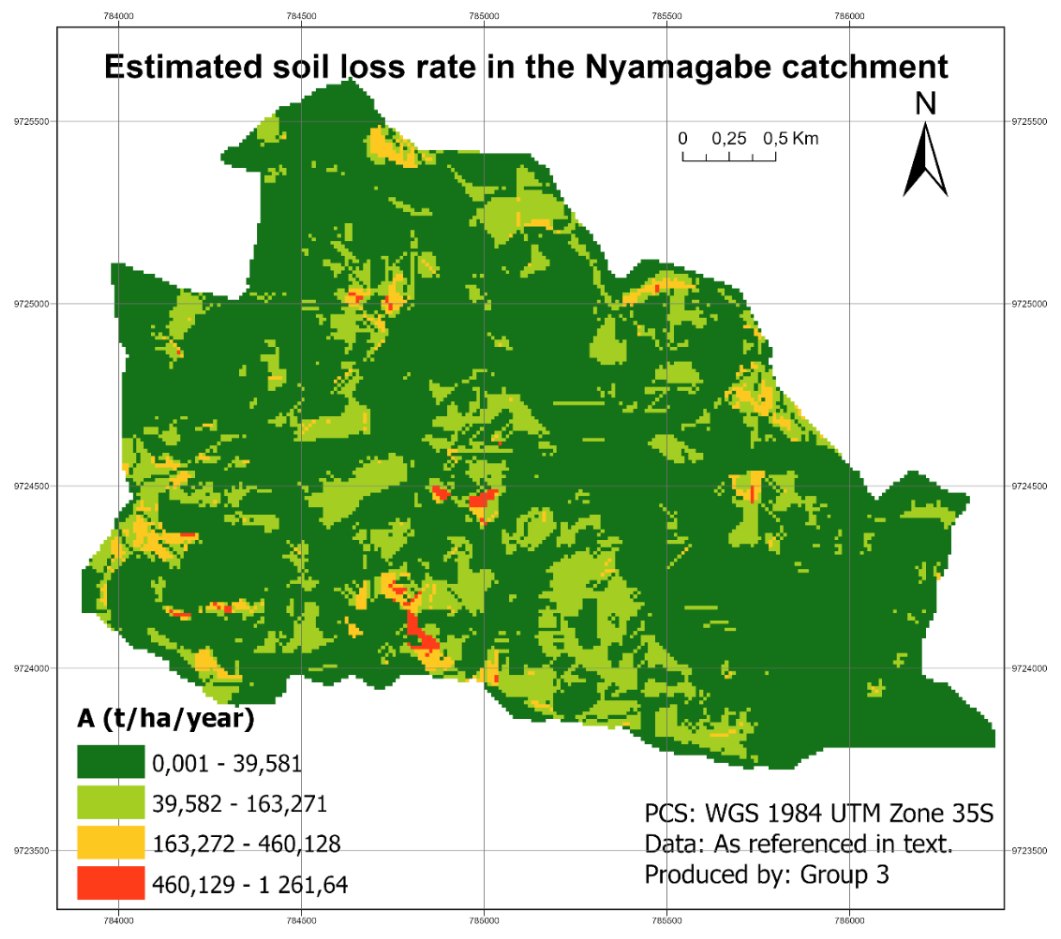 784000 784500 785000 785500 786000
Estimated soil loss rate in the Nyamagabe catchment
N
0 0,25 0,5 Km
9725500 9725500
9725000 9725000
9724500 9724500
9724000 9724000
A (t/ha/year)
0,001 - 39,581
39,582 - 163,271
163,272 - 460,128
460,129 - 1 261,64
PCS: WGS 1984 UTM Zone 35S
Data: As referenced in text.
Produced by: Group 3
9723500 9723500
784000 784500 785000 785500 786000